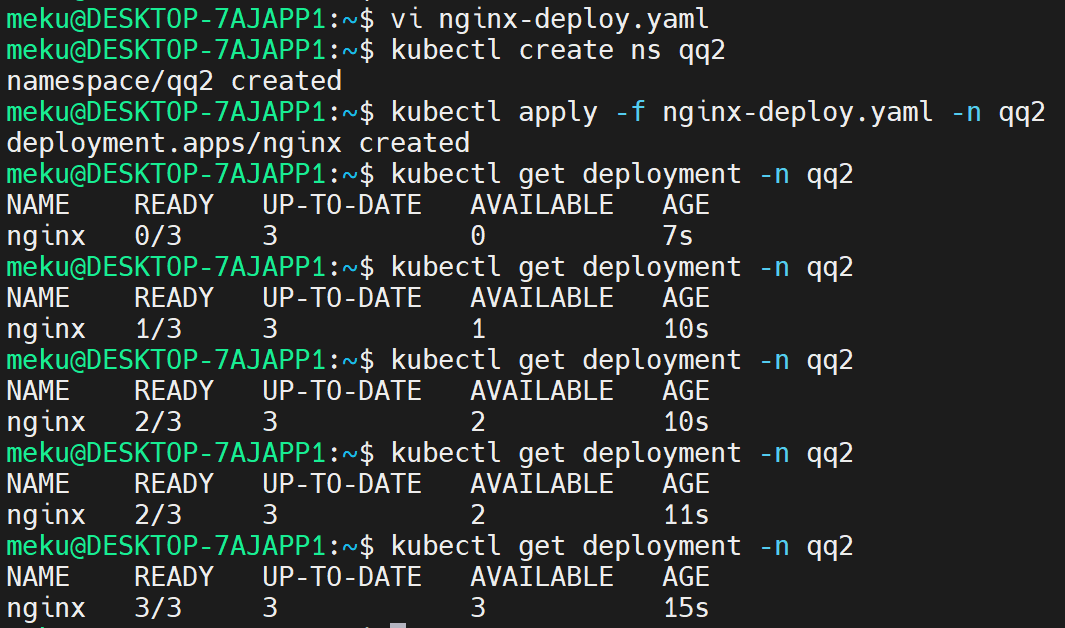 meku@DESKTOP-7AJAPP1:~$ vi nginx-deploy.yaml
meku@DESKTOP-7AJAPP1:~$ kubectl create ns qq2
namespace/qq2 created
meku@DESKTOP-7AJAPP1:~$ kubectl apply -f nginx-deploy.yaml -n qq2
deployment.apps/nginx created
meku@DESKTOP-7AJAPP1:~$ kubectl get deployment -n qq2
NAME    READY   UP-TO-DATE   AVAILABLE   AGE
nginx   0/3     3            0           7s
meku@DESKTOP-7AJAPP1:~$ kubectl get deployment -n qq2
NAME    READY   UP-TO-DATE   AVAILABLE   AGE
nginx   1/3     3            1           10s
meku@DESKTOP-7AJAPP1:~$ kubectl get deployment -n qq2
NAME    READY   UP-TO-DATE   AVAILABLE   AGE
nginx   2/3     3            2           10s
meku@DESKTOP-7AJAPP1:~$ kubectl get deployment -n qq2
NAME    READY   UP-TO-DATE   AVAILABLE   AGE
nginx   2/3     3            2           11s
meku@DESKTOP-7AJAPP1:~$ kubectl get deployment -n qq2
NAME    READY   UP-TO-DATE   AVAILABLE   AGE
nginx   3/3     3            3           15s